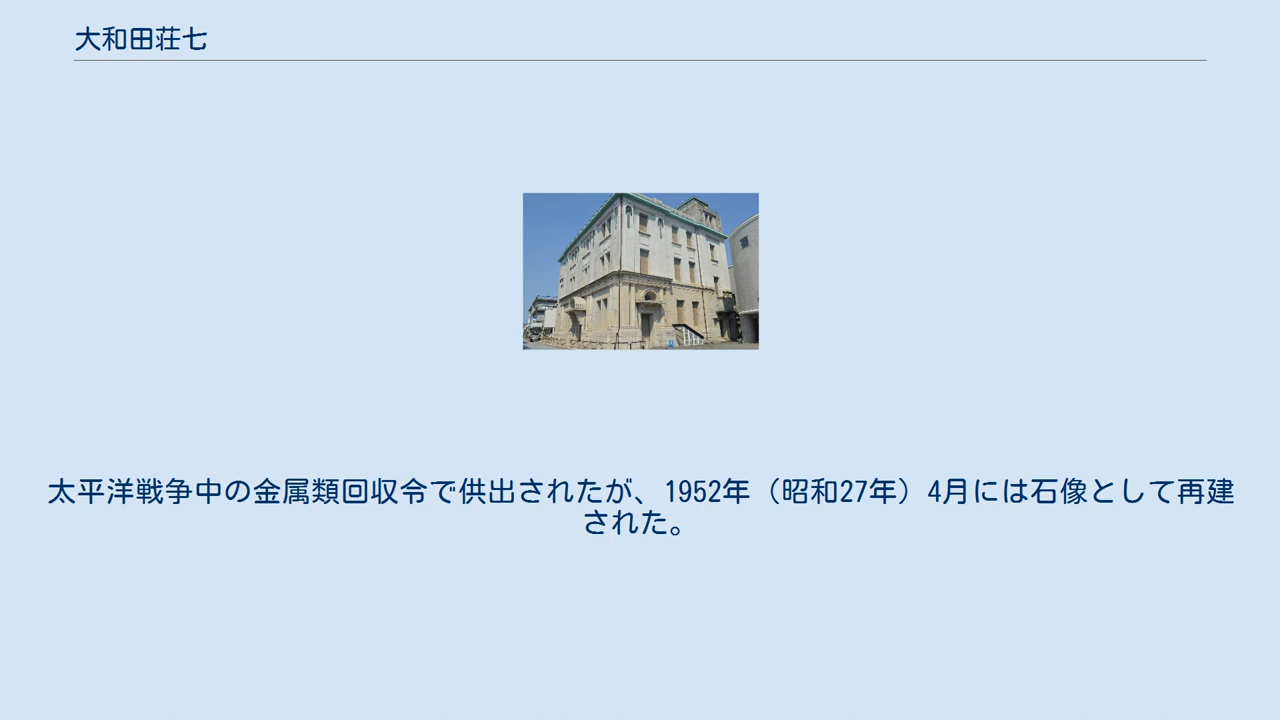 大和田荘七
太平洋戦争中の金属類回収令で供出されたが、1952年（昭和27年）4月には石像として再建
された。